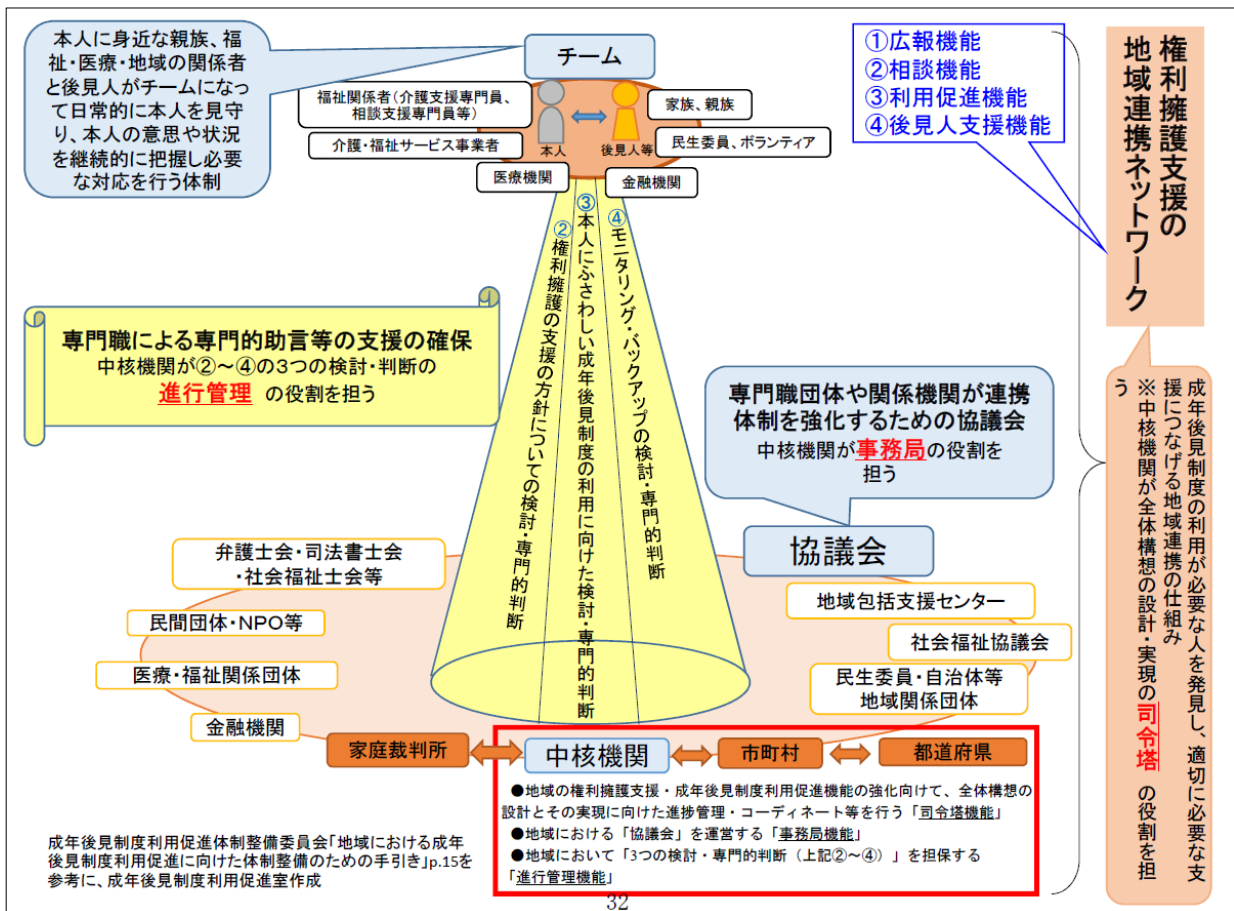 本人に身近な親族、福
祉・医療・地域の関係者
と後見人がチームになっ
て日常的に本人を見守
り、本人の意思や状況
を継続的に把握し必要
な対応を行う体制
チーム
福祉関係者(介護支援専門員、
相談支援専門員等)
介護・福祉サービス事業者
医療機関
本人
後見人等
家族、親族
民生委員、ボランティア
金融機関
①広報機能
②相談機能
③利用促進機能
④後見人支援機能
権利擁護支援の
地域連携ネットワーク
②権利擁護の支援の方針についての検討・専門的判断
③本人にふさわしい成年後見制度の利用に向けた検討・専門的判断
④モニタリング・バックアップの検討・専門的判断
専門職による専門的助言等の支援の確保
中核機関が②～④の3つの検討・判断の
進行管理 の役割を担う
専門職団体や関係機関が連携
体制を強化するための協議会
中核機関が事務局の役割を
担う
成年後見制度の利用が必要な人を発見し、適切に必要な支
援につなげる地域連携の仕組み
※中核機関が全体構想の設計・実現の司令塔 の役割を担
う
協議会
弁護士会・司法書士会
・社会福祉士会等
民間団体・NPO等
医療・福祉関係団体
金融機関
地域包括支援センター
社会福祉協議会
民生委員・自治体等
地域関係団体
家庭裁判所
中核機関
市町村
都道府県
●地域の権利擁護支援・成年後見制度利用促進機能の強化向けて、全体構想の
設計とその実現に向けた進捗管理・コーディネート等を行う「司令塔機能」
●地域における「協議会」を運営する「事務局機能」
●地域において「3つの検討・専門的判断（上記②～④）」を担保する
「進行管理機能」
成年後見制度利用促進体制整備委員会「地域における成年
後見制度利用促進に向けた体制整備のための手引き」p.15を
参考に、成年後見制度利用促進室作成
32